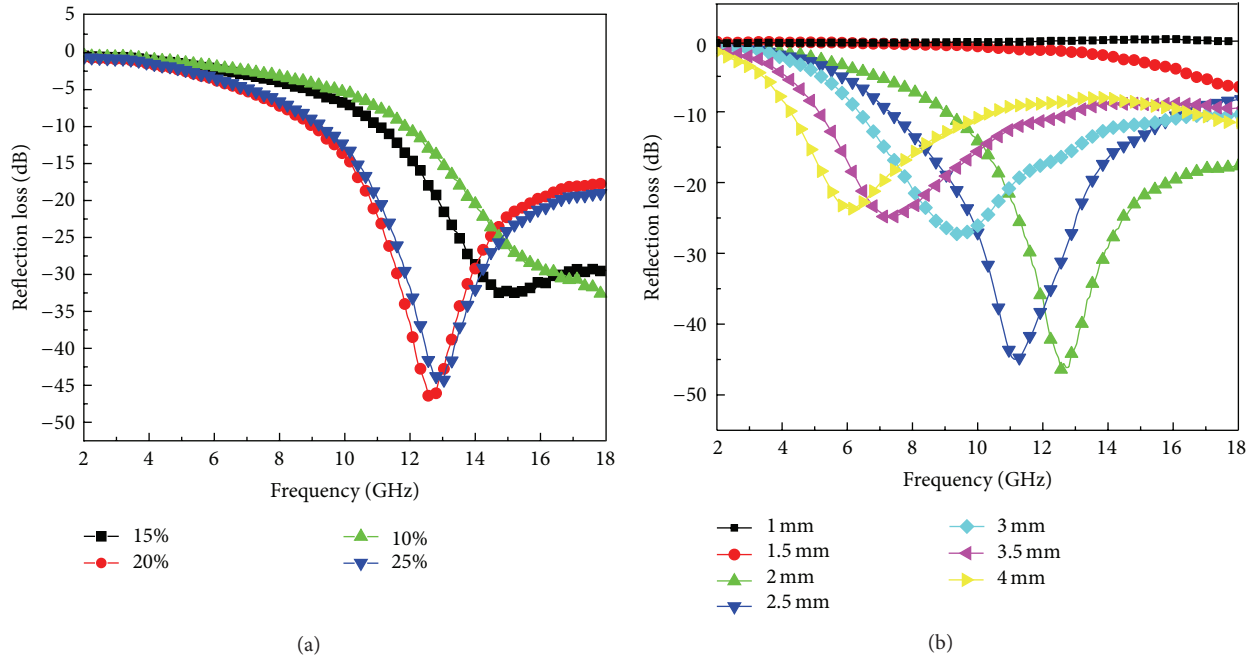 5
0
−5
−10
−15
−20
−25
−30
−35
−40
−45
−50
Reflection loss (dB)
2 4 6 8 10 12 14 16 18
Frequency (GHz)
15% 10%
20% 25%
(a)
0
−10
−20
−30
−40
−50
Reflection loss (dB)
2 4 6 8 10 12 14 16 18
Frequency (GHz)
1 mm 3 mm
1.5 mm 3.5 mm
2 mm 4 mm
2.5 mm
(b)